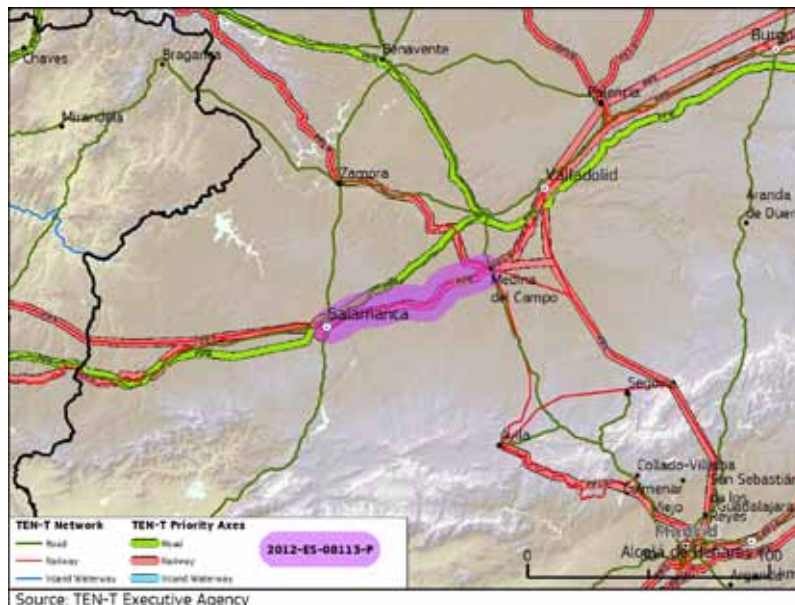 Chaves
Bragança
Benavente
Burgos
Palencia
Mirandela
Zamora
Valladolid
Aranda
de Duero
Medina
del Campo
Salamanca
Segovia
Avila
Collado-Villalba
Colmenar
Viejo
San Sebastián
de los
Reyes
Guadalajara
Madrid
Alcalá de Henares
Arganda
0
100
TEN-T Network
TEN-T Priority Axes
Road
Road
Railway
Railway
Inland Waterway
Inland Waterway
2012-ES-08113-P
Source: TEN-T Executive Agency